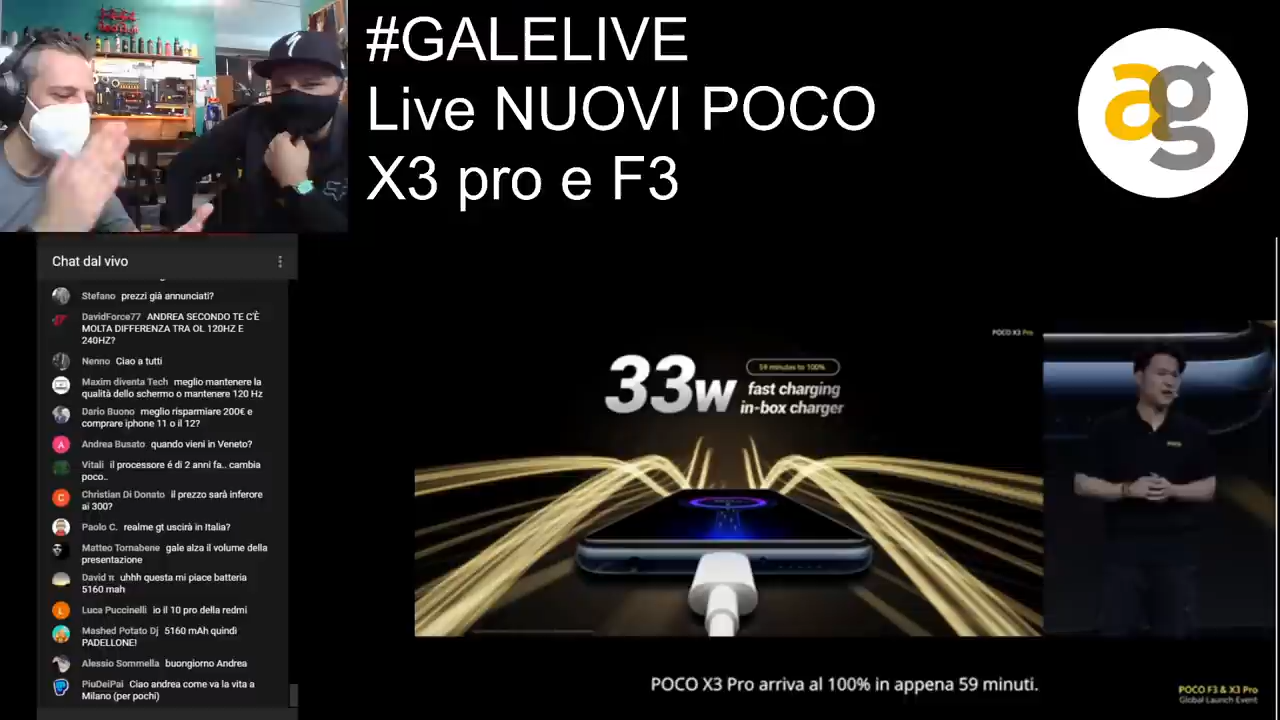 #GALELIVE
Live NUOVI POCO
X3 pro e F3
ag
Chat dal vivo
Stefano prezzi già annunciati?
DavidForce77 ANDREA SECONDO TE C'È
MOLTA DIFFERENZA TRA OL 120HZ E
240HZ?
Nenno Ciao a tutti
Maxim diventa Tech meglio mantenere la
qualità dello schermo o mantenere 120 Hz
Dario Buono meglio risparmiare 200€ e
comprare iphone 11 o il 12?
A
Andrea Busato quando vieni in Veneto?
Vitali il processore é di 2 anni fa.. cambia
poco..
C
Christian Di Donato il prezzo sarà inferore
ai 300?
Paolo C. realme gt uscirà in Italia?
Matteo Tornabene gale alza il volume della
presentazione
David π uhhh questa mi piace batteria
5160 mah
L
Luca Puccinelli io il 10 pro della redmi
Mashed Potato Dj 5160 mAh quindi
PADELLONE!
Alessio Sommella buongiorno Andrea
PiuDeiPai Ciao andrea come va la vita a
Milano (per pochi)
POCO X3 Pro
33W
59 minutes to 100%
fast charging
in-box charger
POCO X3 Pro arriva al 100% in appena 59 minuti.
POCO F3 & X3 Pro
Global Launch Event